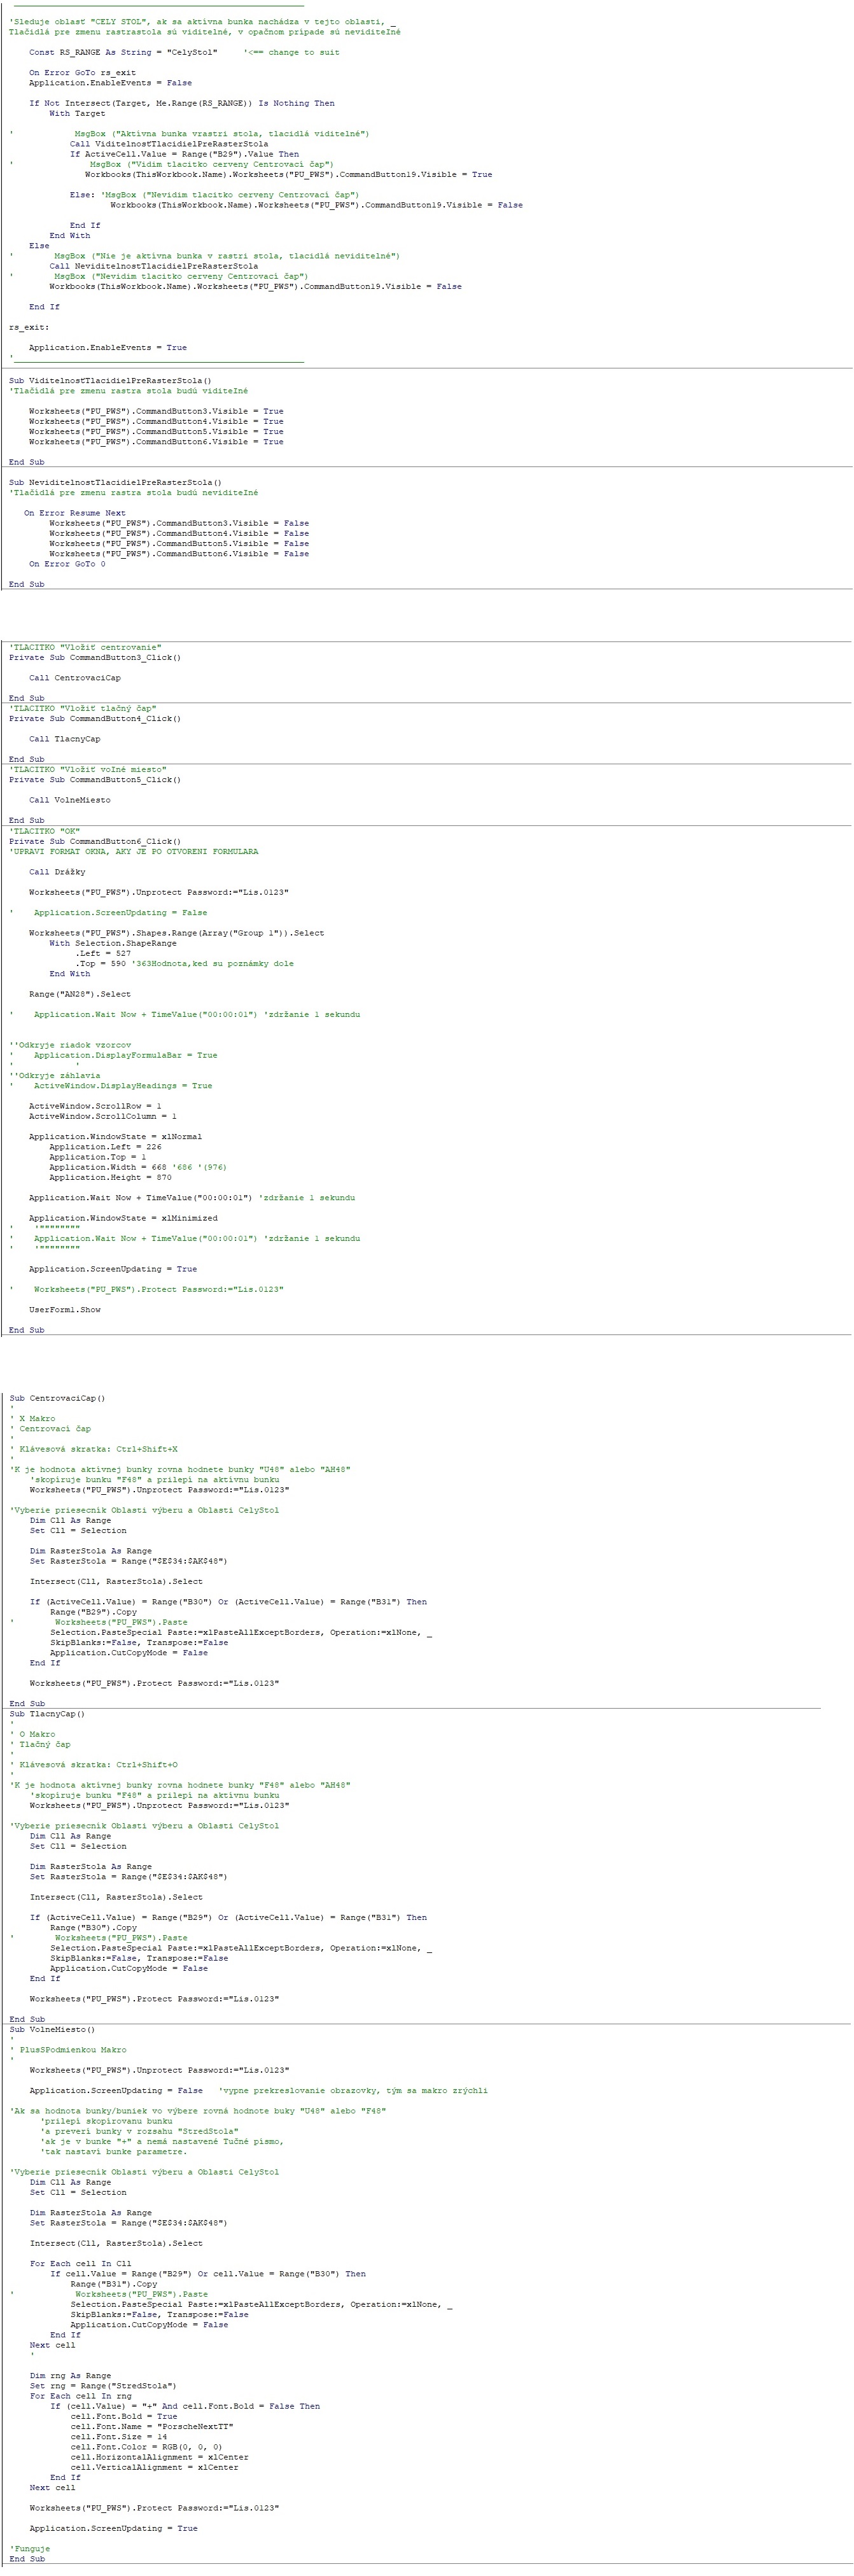 'Sleduje oblasť "CELY STOL", ak sa aktívna bunka nachádza v tejto oblasti, _
Tlačidlá pre zmenu rastrastola sú viditelné, v opačnom prípade sú neviditeľné
Const RS_RANGE As String = "CelyStol"     '<== change to suit
On Error GoTo rs_exit
Application.EnableEvents = False
If Not Intersect(Target, Me.Range(RS_RANGE)) Is Nothing Then
With Target
'            MsgBox ("Aktívna bunka vrastri stola, tlacidlá viditelné")
Call ViditelnosťTlacidielPreRasterStola
If ActiveCell.Value = Range("B29").Value Then
'               MsgBox ("Vidím tlacitko cerveny Centrovací čap")
Workbooks(ThisWorkbook.Name).Worksheets("PU_PWS").CommandButton19.Visible = True
Else: 'MsgBox ("Nevidím tlacitko cerveny Centrovací čap")
Workbooks(ThisWorkbook.Name).Worksheets("PU_PWS").CommandButton19.Visible = False
End If
End With
Else
'        MsgBox ("Nie je aktívna bunka v rastri stola, tlacidlá neviditelné")
Call NeviditelnostTlacidielPreRasterStola
'        MsgBox ("Nevidím tlacitko cerveny Centrovací čap")
Workbooks(ThisWorkbook.Name).Worksheets("PU_PWS").CommandButton19.Visible = False
End If
rs_exit:
Application.EnableEvents = True
'
Sub ViditelnosťTlacidielPreRasterStola()
'Tlačidlá pre zmenu rastra stola budú viditeľné
Worksheets("PU_PWS").CommandButton3.Visible = True
Worksheets("PU_PWS").CommandButton4.Visible = True
Worksheets("PU_PWS").CommandButton5.Visible = True
Worksheets("PU_PWS").CommandButton6.Visible = True
End Sub
Sub NeviditelnostTlacidielPreRasterStola()
'Tlačidlá pre zmenu rastra stola budú neviditeľné
On Error Resume Next
Worksheets("PU_PWS").CommandButton3.Visible = False
Worksheets("PU_PWS").CommandButton4.Visible = False
Worksheets("PU_PWS").CommandButton5.Visible = False
Worksheets("PU_PWS").CommandButton6.Visible = False
On Error GoTo 0
End Sub
'TLACITKO "Vložiť centrovanie"
Private Sub CommandButton3_Click()
Call CentrovaciCap
End Sub
'TLACITKO "Vložiť tlačný čap"
Private Sub CommandButton4_Click()
Call TlacnyCap
End Sub
'TLACITKO "Vložiť voľné miesto"
Private Sub CommandButton5_Click()
Call VolneMiesto
End Sub
'TLACITKO "OK"
Private Sub CommandButton6_Click()
'UPRAVI FORMAT OKNA, AKY JE PO OTVORENI FORMULARA
Call Drážky
Worksheets("PU_PWS").Unprotect Password:="Lis.0123"
'    Application.ScreenUpdating = False
Worksheets("PU_PWS").Shapes.Range(Array("Group 1")).Select
With Selection.ShapeRange
.Left = 527
.Top = 590 '363Hodnota,ked su poznámky dole
End With
Range("AN28").Select
'    Application.Wait Now + TimeValue("00:00:01") 'zdržanie 1 sekundu
''Odkryje riadok vzorcov
'    Application.DisplayFormulaBar = True
'            '
''Odkryje záhlavia
'    ActiveWindow.DisplayHeadings = True
ActiveWindow.ScrollRow = 1
ActiveWindow.ScrollColumn = 1
Application.WindowState = xlNormal
Application.Left = 226
Application.Top = 1
Application.Width = 668 '686 '(976)
Application.Height = 870
Application.Wait Now + TimeValue("00:00:01") 'zdržanie 1 sekundu
Application.WindowState = xlMinimized
'    '""""""""
'    Application.Wait Now + TimeValue("00:00:01") 'zdržanie 1 sekundu
'    '""""""""
Application.ScreenUpdating = True
'    Worksheets("PU_PWS").Protect Password:="Lis.0123"
UserForm1.Show
End Sub
Sub CentrovaciCap()
'
' X Makro
' Centrovací čap
'
' Klávesová skratka: Ctrl+Shift+X
'
'K je hodnota aktívnej bunky rovna hodnete bunky "U48" alebo "AH48"
'skopíruje bunku "F48" a prilepí na aktívnu bunku
Worksheets("PU_PWS").Unprotect Password:="Lis.0123"
'Vyberie priesecník Oblasti výberu a Oblasti CelyStol
Dim Cll As Range
Set Cll = Selection
Dim RasterStola As Range
Set RasterStola = Range("$E$34:$AK$48")
Intersect(Cll, RasterStola).Select
If (ActiveCell.Value) = Range("B30") Or (ActiveCell.Value) = Range("B31") Then
Range("B29").Copy
'        Worksheets("PU_PWS").Paste
Selection.PasteSpecial Paste:=xlPasteAllExceptBorders, Operation:=xlNone, _
SkipBlanks:=False, Transpose:=False
Application.CutCopyMode = False
End If
Worksheets("PU_PWS").Protect Password:="Lis.0123"
End Sub
Sub TlacnyCap()
'
' O Makro
' Tlačný čap
'
' Klávesová skratka: Ctrl+Shift+O
'
'K je hodnota aktívnej bunky rovna hodnete bunky "F48" alebo "AH48"
'skopíruje bunku "F48" a prilepí na aktívnu bunku
Worksheets("PU_PWS").Unprotect Password:="Lis.0123"
'Vyberie priesecník Oblasti výberu a Oblasti CelyStol
Dim Cll As Range
Set Cll = Selection
Dim RasterStola As Range
Set RasterStola = Range("$E$34:$AK$48")
Intersect(Cll, RasterStola).Select
If (ActiveCell.Value) = Range("B29") Or (ActiveCell.Value) = Range("B31") Then
Range("B30").Copy
'        Worksheets("PU_PWS").Paste
Selection.PasteSpecial Paste:=xlPasteAllExceptBorders, Operation:=xlNone, _
SkipBlanks:=False, Transpose:=False
Application.CutCopyMode = False
End If
Worksheets("PU_PWS").Protect Password:="Lis.0123"
End Sub
Sub VolneMiesto()
'
' PlusSPodmienkou Makro
'
Worksheets("PU_PWS").Unprotect Password:="Lis.0123"
Application.ScreenUpdating = False   'vypne prekreslovanie obrazovky, tým sa makro zrýchli
'Ak sa hodnota bunky/buniek vo výbere rovná hodnote buky "U48" alebo "F48"
'prilepí skopírovanu bunku
'a preverí bunky v rozsahu "StredStola"
'ak je v bunke "+" a nemá nastavené Tučné písmo,
'tak nastaví bunke parametre.
'Vyberie priesecník Oblasti výberu a Oblasti CelyStol
Dim Cll As Range
Set Cll = Selection
Dim RasterStola As Range
Set RasterStola = Range("$E$34:$AK$48")
Intersect(Cll, RasterStola).Select
For Each cell In Cll
If cell.Value = Range("B29") Or cell.Value = Range("B30") Then
Range("B31").Copy
'            Worksheets("PU_PWS").Paste
Selection.PasteSpecial Paste:=xlPasteAllExceptBorders, Operation:=xlNone, _
SkipBlanks:=False, Transpose:=False
Application.CutCopyMode = False
End If
Next cell
'
Dim rng As Range
Set rng = Range("StredStola")
For Each cell In rng
If (cell.Value) = "+" And cell.Font.Bold = False Then
cell.Font.Bold = True
cell.Font.Name = "PorscheNextTT"
cell.Font.Size = 14
cell.Font.Color = RGB(0, 0, 0)
cell.HorizontalAlignment = xlCenter
cell.VerticalAlignment = xlCenter
End If
Next cell
Worksheets("PU_PWS").Protect Password:="Lis.0123"
Application.ScreenUpdating = True
'Funguje
End Sub